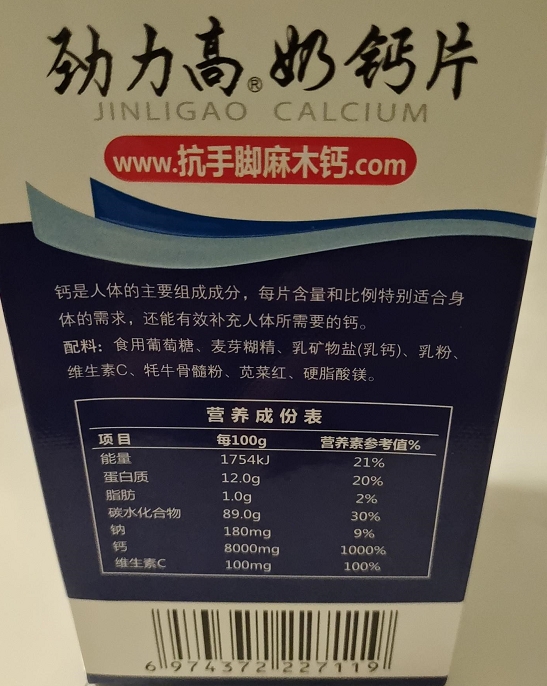 劲力高®奶钙片
JINLIGAO CALCIUM
www.抗手脚麻木钙.com
钙是人体的主要组成成分，每片含量和比例特别适合身
体的需求，还能有效补充人体所需要的钙。
配料：食用葡萄糖、麦芽糊精、乳矿物盐(乳钙)、乳粉、
维生素C、牦牛骨髓粉、苋菜红、硬脂酸镁。
营养成份表
项目 每100g 营养素参考值%
能量 1754kJ 21%
蛋白质 12.0g 20%
脂肪 1.0g 2%
碳水化合物 89.0g 30%
钠 180mg 9%
钙 8000mg 1000%
维生素C 100mg 100%
6 974372 227119